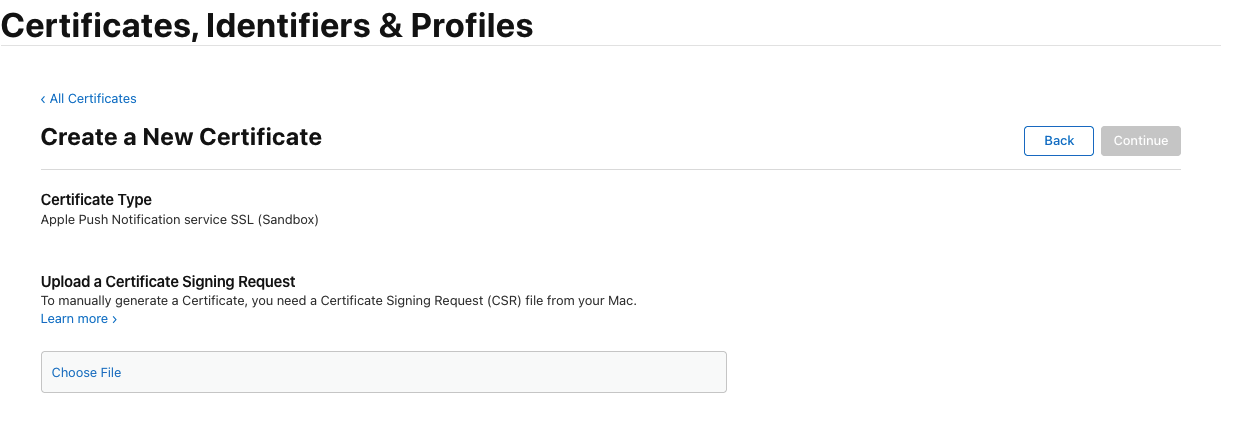 Certificates, Identifiers & Profiles
‹ All Certificates
Create a New Certificate
Back
Continue
Certificate Type
Apple Push Notification service SSL (Sandbox)
Upload a Certificate Signing Request
To manually generate a Certificate, you need a Certificate Signing Request (CSR) file from your Mac.
Learn more ›
Choose File